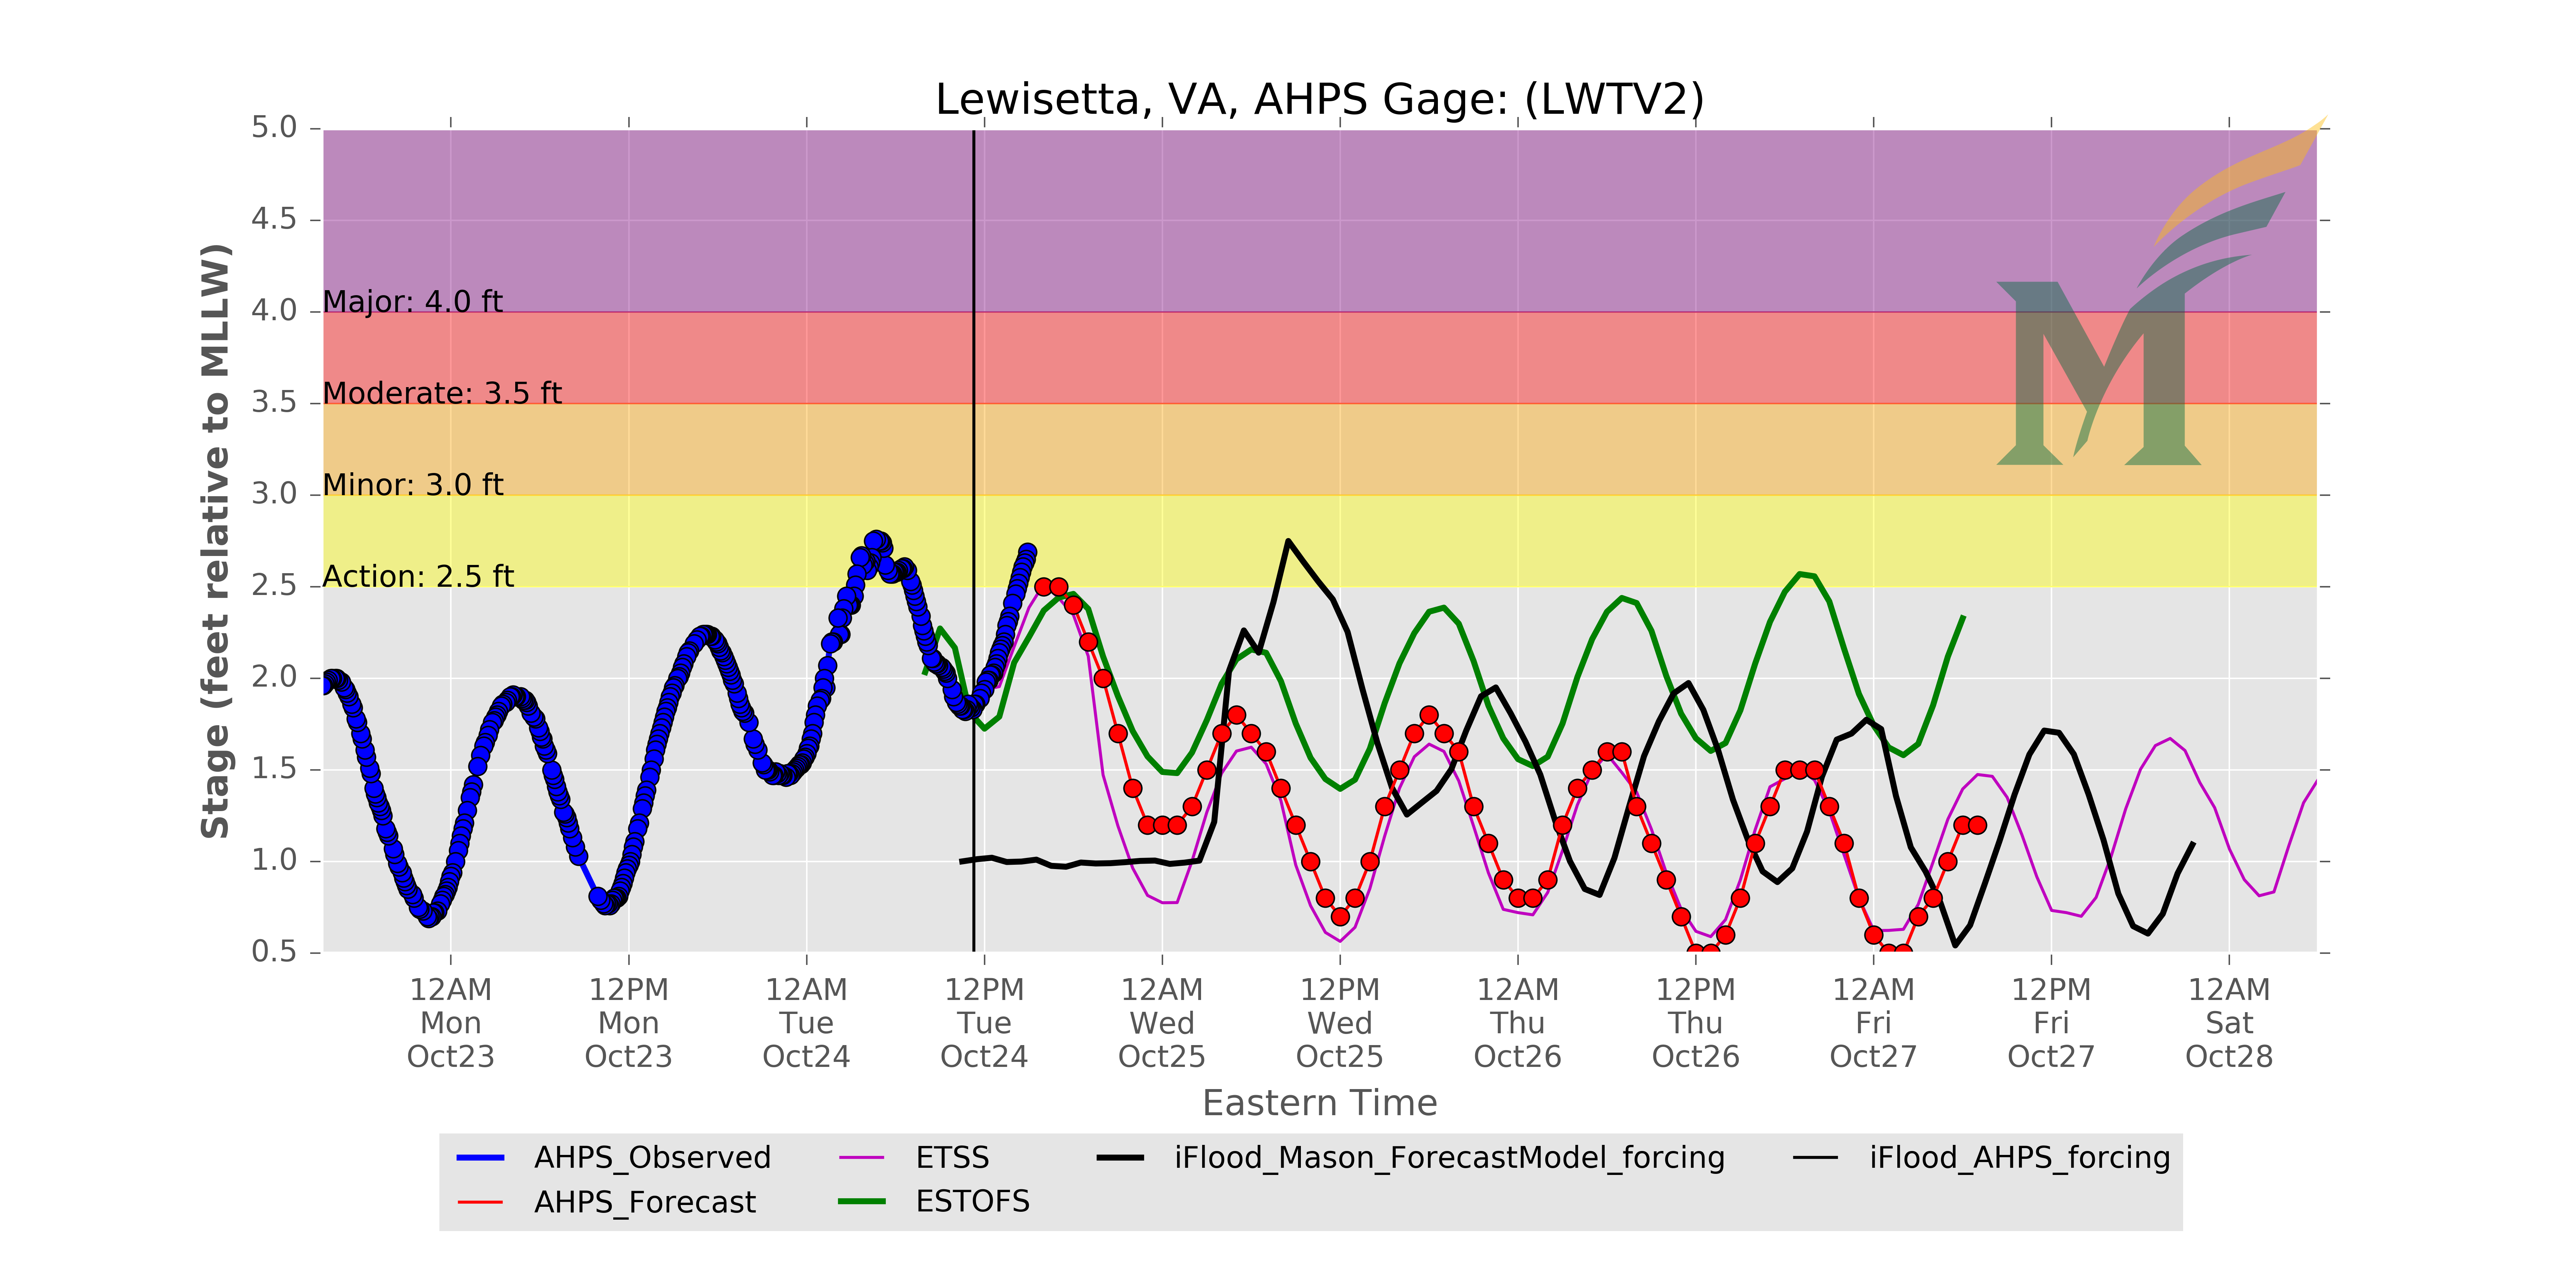 Lewisetta, VA, AHPS Gage: (LWTV2)
5.0
4.5
Major: 4.0 ft
4.0
Moderate: 3.5 ft
3.5
Minor: 3.0 ft
3.0
Action: 2.5 ft
2.5
2.0
1.5
1.0
0.5
Stage (feet relative to MLLW)
12AM 12PM 12AM 12PM 12AM 12PM 12AM 12PM 12AM 12PM 12AM
Mon Mon Tue Tue Wed Wed Thu Thu Fri Fri Sat
Oct23 Oct23 Oct24 Oct24 Oct25 Oct25 Oct26 Oct26 Oct27 Oct27 Oct28
Eastern Time
AHPS_Observed ETSS iFlood_Mason_ForecastModel_forcing iFlood_AHPS_forcing
AHPS_Forecast ESTOFS
M